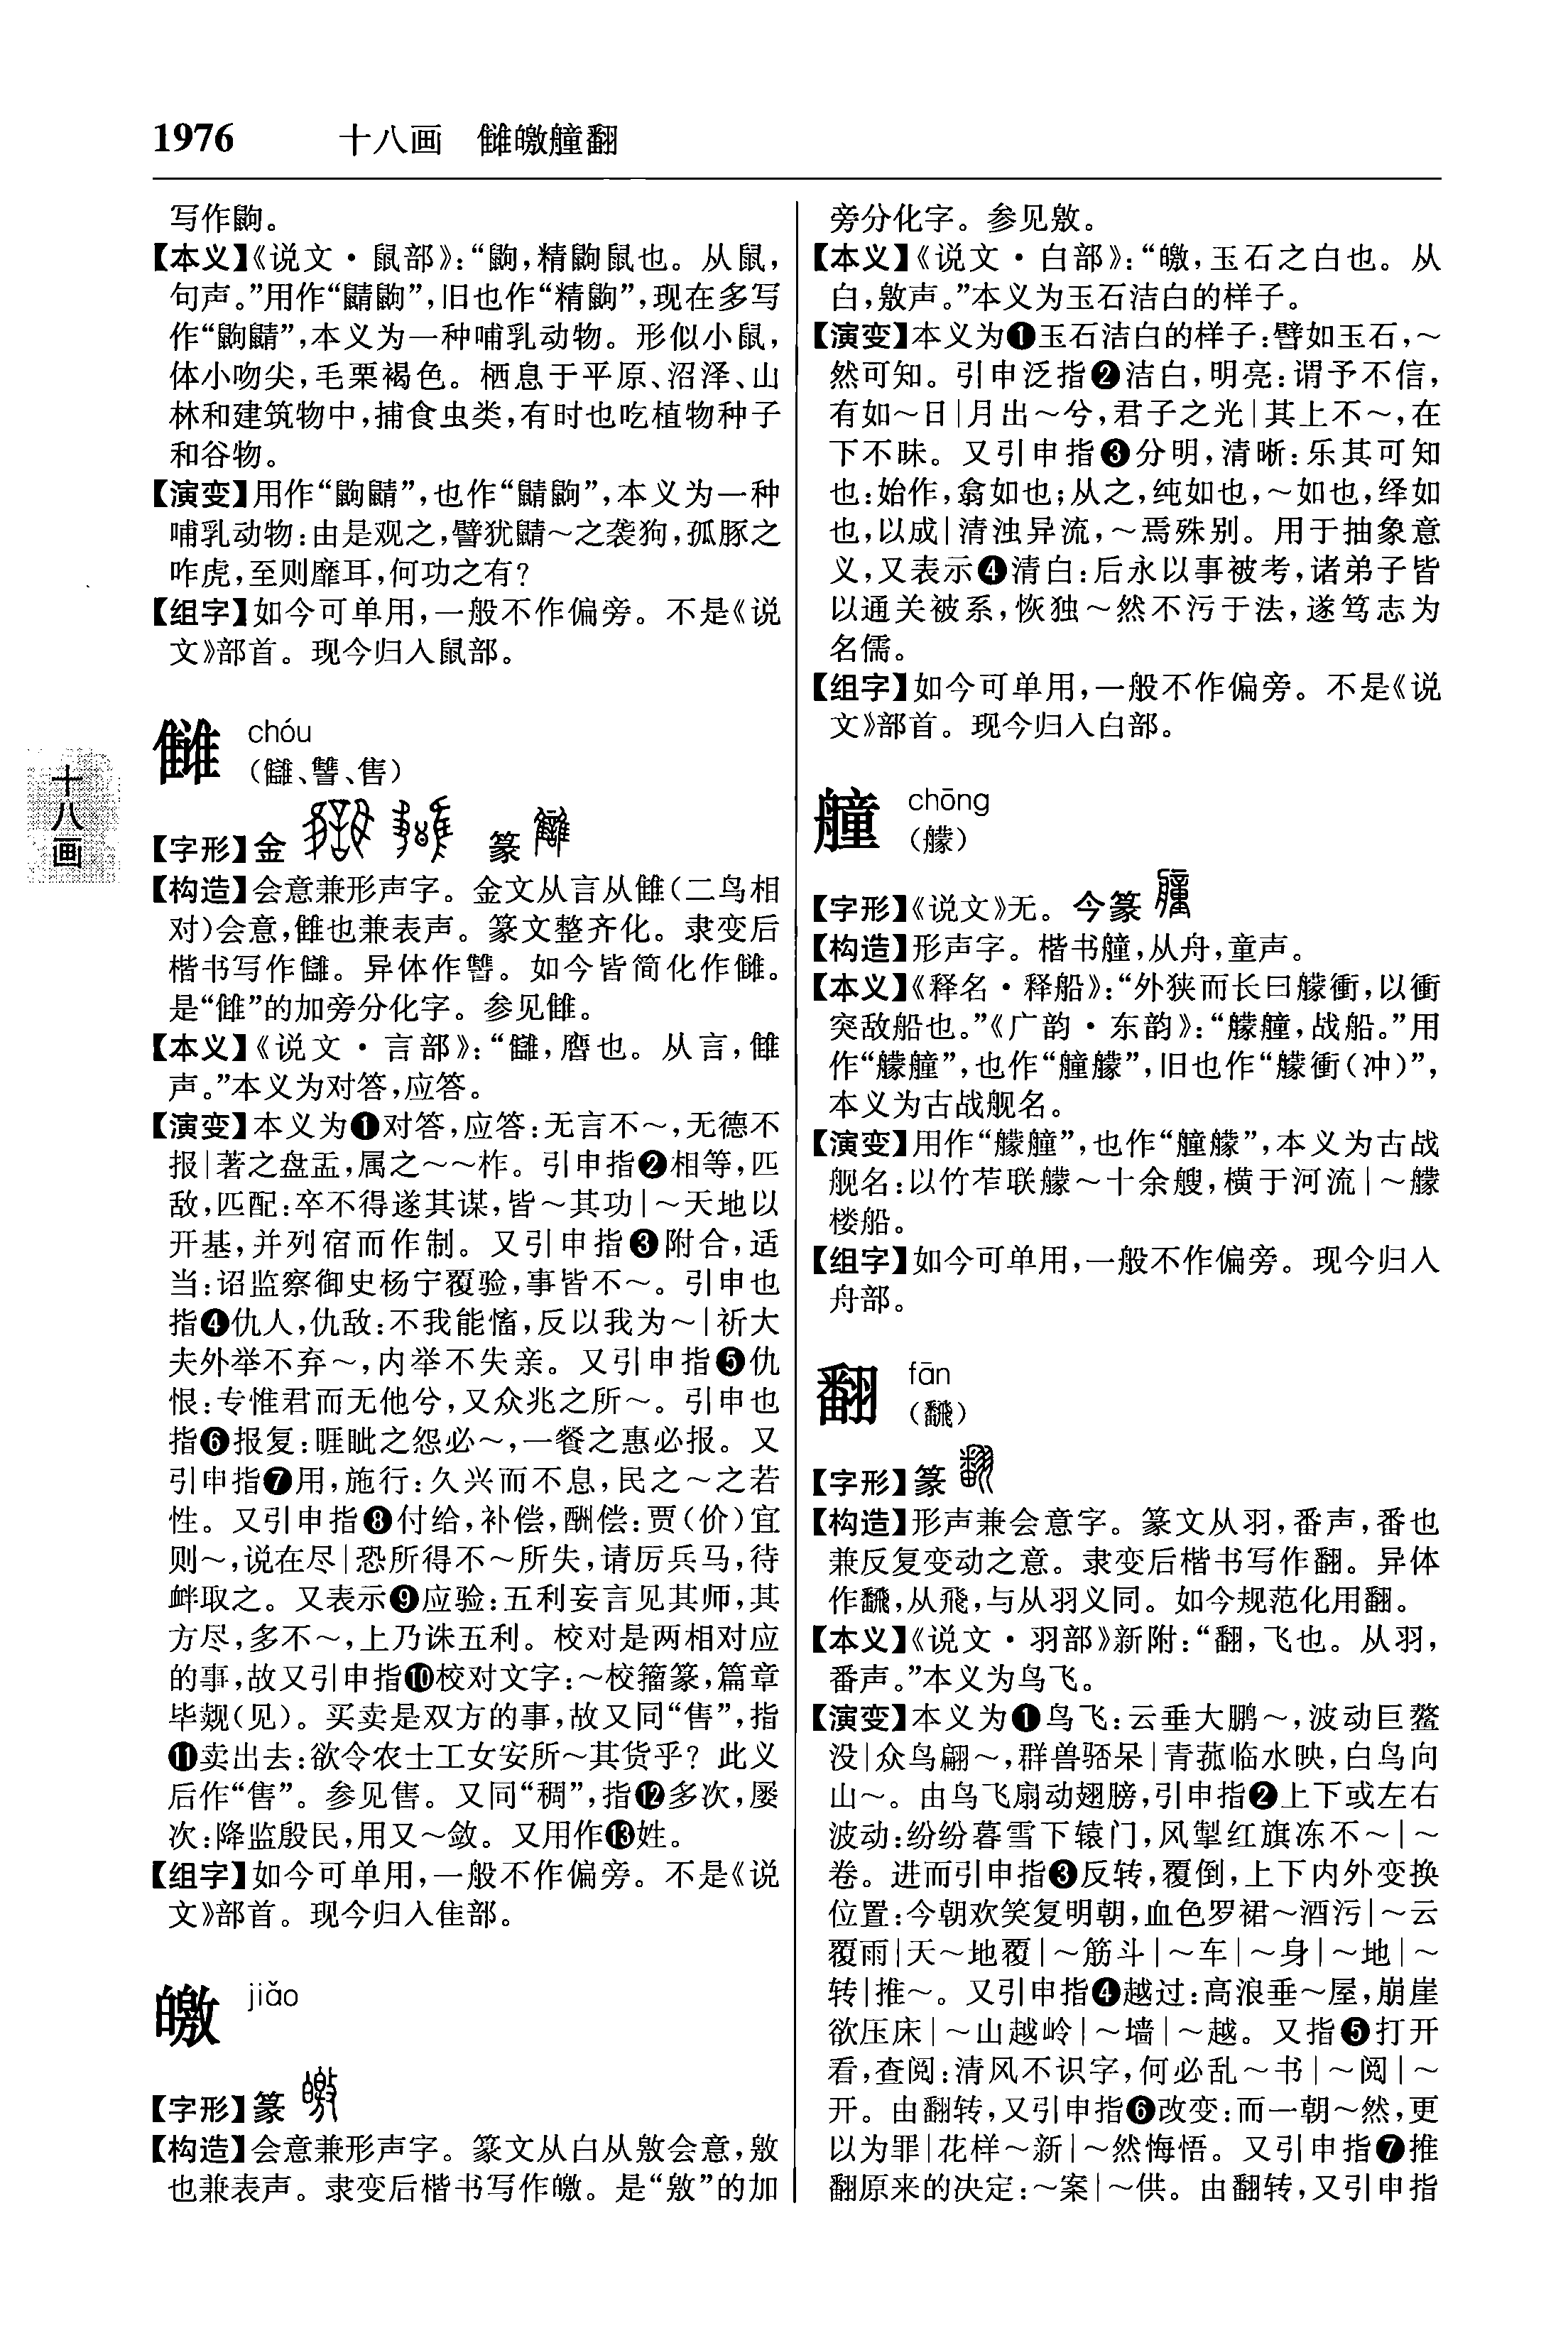 1976 十八画 雠皦艟翻
写作鼩。
【本义】《说文·鼠部》：“鼩，精鼩鼠也。从鼠，
句声。”用作“鼱鼩”，旧也作“精鼩”，现在多写
作“鼩鼱”，本义为一种哺乳动物。形似小鼠，
体小吻尖，毛栗褐色。栖息于平原、沼泽、山
林和建筑物中，捕食虫类，有时也吃植物种子
和谷物。
【演变】用作“鼩鼱”，也作“鼱鼩”，本义为一种
哺乳动物：由是观之，譬犹鼱～之袭狗，孤豚之
咋虎，至则靡耳，何功之有？
【组字】如今可单用，一般不作偏旁。不是《说
文》部首。现今归入鼠部。
雠 chóu
（讎、讐、售）
【字形】金 篆
【构造】会意兼形声字。金文从言从雔（二鸟相
对）会意，雔也兼表声。篆文整齐化。隶变后
楷书写作讎。异体作讐。如今皆简化作雠。
是“雔”的加旁分化字。参见雔。
【本义】《说文·言部》：“讎，譍也。从言，雔
声。”本义为对答，应答。
【演变】本义为❶对答，应答：无言不～，无德不
报|著之盘盂，属之～～柞。引申指❷相等，匹
敌，匹配：卒不得遂其谋，皆～其功|～天地以
开基，并列宿而作制。又引申指❸附合，适
当：诏监察御史杨宁覆验，事皆不～。引申也
指❹仇人，仇敌：不我能慉，反以我为～|祈大
夫外举不弃～，内举不失亲。又引申指❺仇
恨：专惟君而无他兮，又众兆之所～。引申也
指❻报复：睚眦之怨必～，一餐之惠必报。又
引申指❼用，施行：久兴而不息，民之～之若
性。又引申指❽付给，补偿，酬偿：贾（价）宜
则～，说在尽|恐所得不～所失，请厉兵马，待
衅取之。又表示❾应验：五利妄言见其师，其
方尽，多不～，上乃诛五利。校对是两相对应
的事，故又引申指❿校对文字：～校籀篆，篇章
毕觌（见）。买卖是双方的事，故又同“售”，指
⓫卖出去：欲令农士工女安所～其货乎？此义
后作“售”。参见售。又同“稠”，指⓬多次，屡
次：降监殷民，用乂～敛。又用作⓭姓。
【组字】如今可单用，一般不作偏旁。不是《说
文》部首。现今归入隹部。
皦 jiǎo
【字形】篆
【构造】会意兼形声字。篆文从白从敫会意，敫
也兼表声。隶变后楷书写作皦。是“敫”的加
十八画
旁分化字。参见敫。
【本义】《说文·白部》：“皦，玉石之白也。从
白，敫声。”本义为玉石洁白的样子。
【演变】本义为❶玉石洁白的样子：譬如玉石，～
然可知。引申泛指❷洁白，明亮：谓予不信，
有如～日|月出～兮，君子之光|其上不～，在
下不昧。又引申指❸分明，清晰：乐其可知
也：始作，翕如也；从之，纯如也，～如也，绎如
也，以成|清浊异流，～焉殊别。用于抽象意
义，又表示❹清白：后永以事被考，诸弟子皆
以通关被系，恢独～然不污于法，遂笃志为
名儒。
【组字】如今可单用，一般不作偏旁。不是《说
文》部首。现今归入白部。
艟 chōng
（艨）
【字形】《说文》无。今篆
【构造】形声字。楷书艟，从舟，童声。
【本义】《释名·释船》：“外狭而长曰艨衝，以衝
突敌船也。”《广韵·东韵》：“艨艟，战船。”用
作“艨艟”，也作“艟艨”，旧也作“艨衝（冲）”，
本义为古战舰名。
【演变】用作“艨艟”，也作“艟艨”，本义为古战
舰名：以竹笮联艨～十余艘，横于河流|～艨
楼船。
【组字】如今可单用，一般不作偏旁。现今归入
舟部。
翻 fān
（飜）
【字形】篆
【构造】形声兼会意字。篆文从羽，番声，番也
兼反复变动之意。隶变后楷书写作翻。异体
作飜，从飛，与从羽义同。如今规范化用翻。
【本义】《说文·羽部》新附：“翻，飞也。从羽，
番声。”本义为鸟飞。
【演变】本义为❶鸟飞：云垂大鹏～，波动巨鳌
没|众鸟翩～，群兽骀呆|青菰临水映，白鸟向
山～。由鸟飞扇动翅膀，引申指❷上下或左右
波动：纷纷暮雪下辕门，风掣红旗冻不～|～
卷。进而引申指❸反转，覆倒，上下内外变换
位置：今朝欢笑复明朝，血色罗裙～酒污|～云
覆雨|天～地覆|～筋斗|～车|～身|～地|～
转|推～。又引申指❹越过：高浪垂～屋，崩崖
欲压床|～山越岭|～墙|～越。又指❺打开
看，查阅：清风不识字，何必乱～书|～阅|～
开。由翻转，又引申指❻改变：而一朝～然，更
以为罪|花样～新|～然悔悟。又引申指❼推
翻原来的决定：～案|～供。由翻转，又引申指